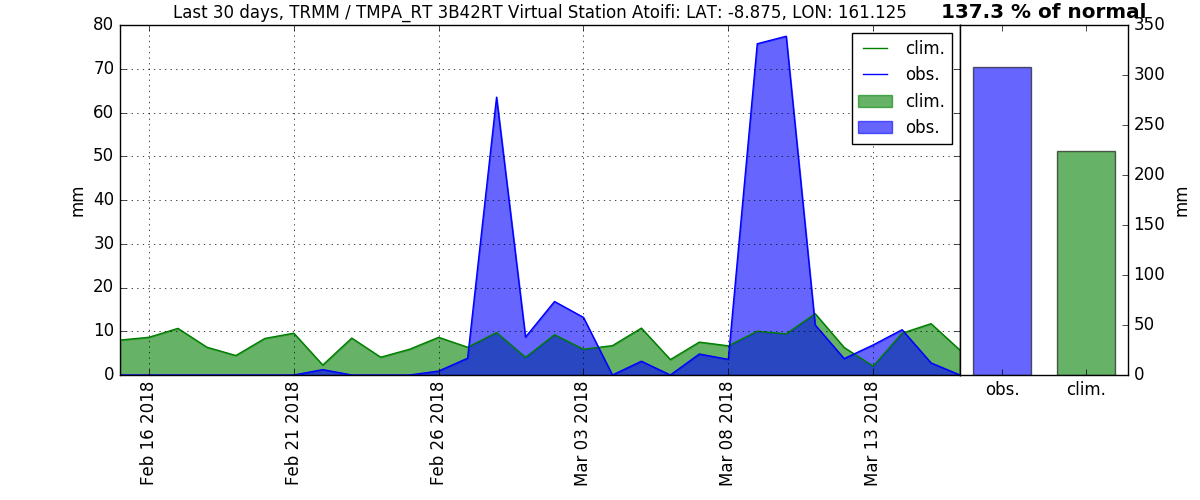 Last 30 days, TRMM / TMPA_RT 3B42RT Virtual Station Atoifi: LAT: -8.875, LON: 161.125
137.3 % of normal
80
70
60
50
40
30
20
10
0
mm
clim.
obs.
clim.
obs.
Feb 16 2018
Feb 21 2018
Feb 26 2018
Mar 03 2018
Mar 08 2018
Mar 13 2018
350
300
250
200
150
100
50
0
mm
obs.
clim.